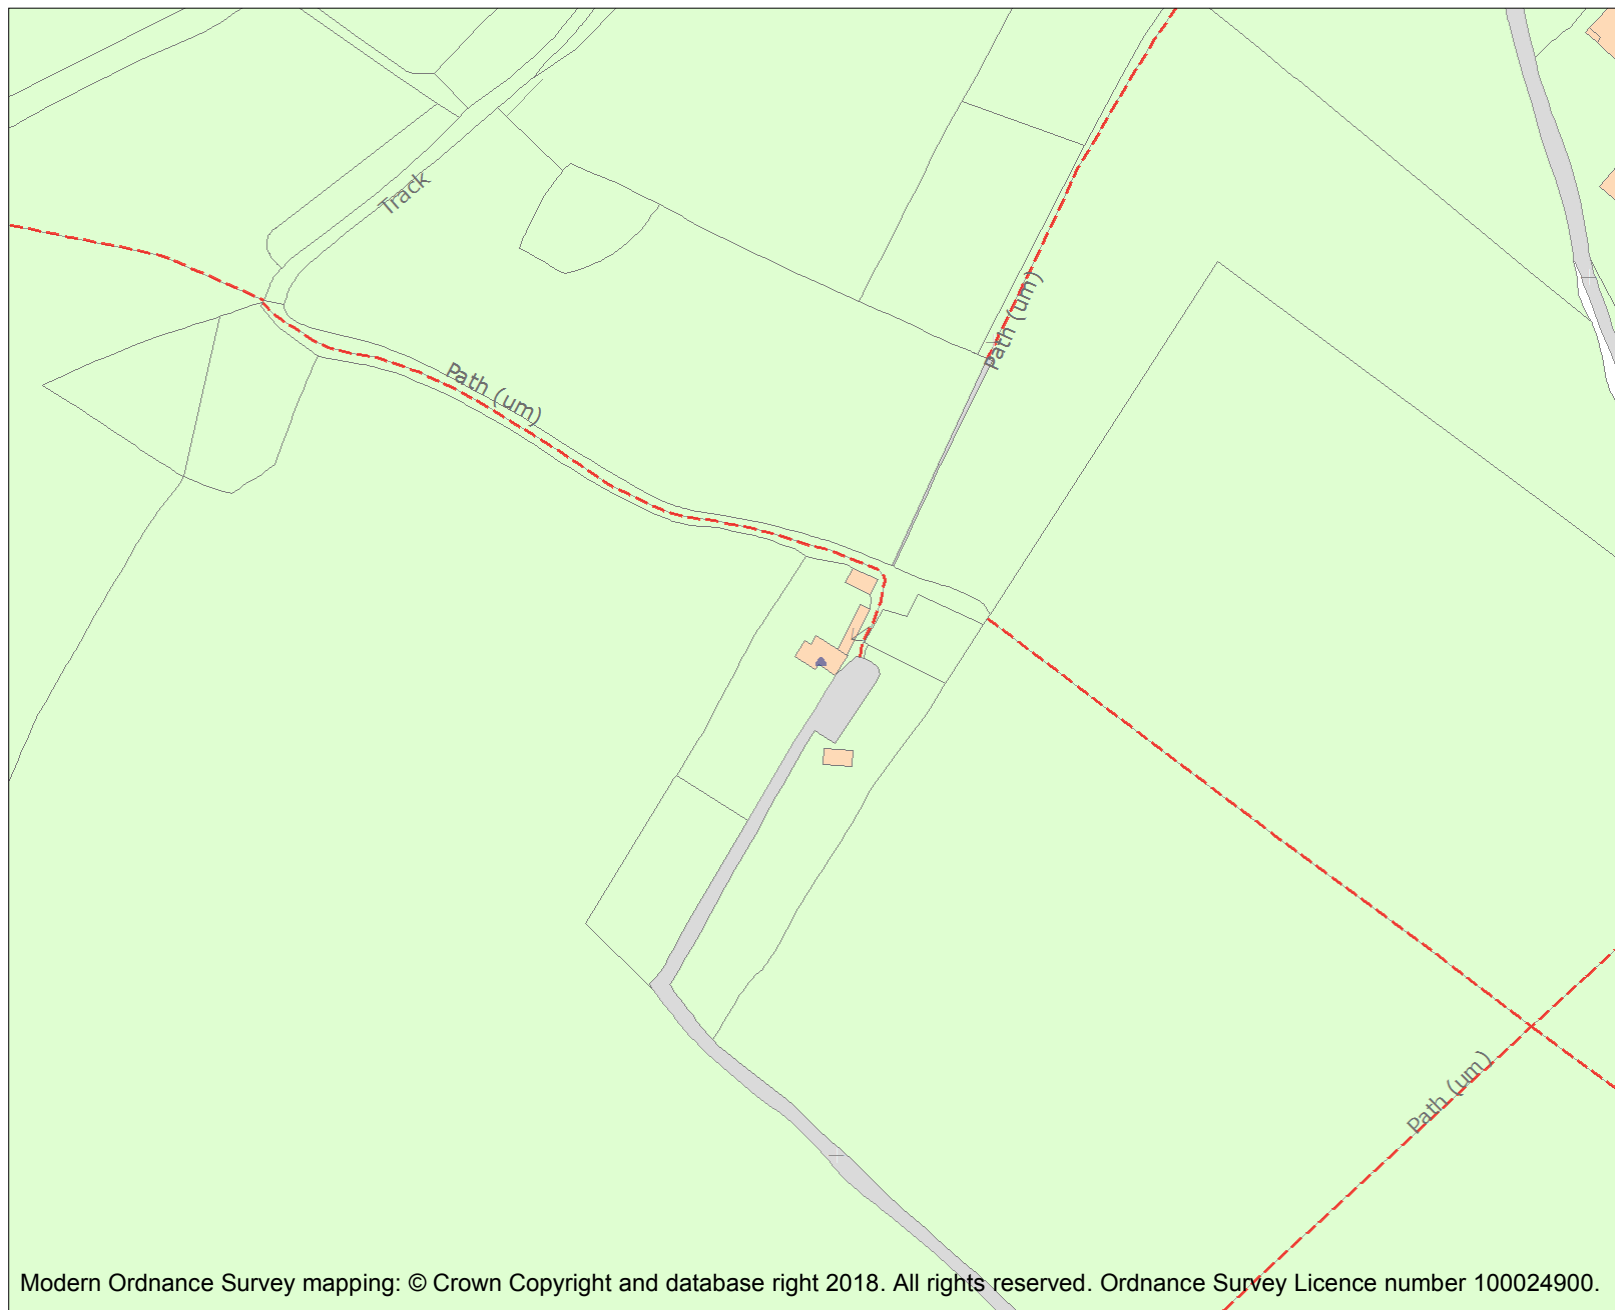 Track
Path (um)
Path (um)
Path (um)
Modern Ordnance Survey mapping: © Crown Copyright and database right 2018. All rights reserved. Ordnance Survey Licence number 100024900.